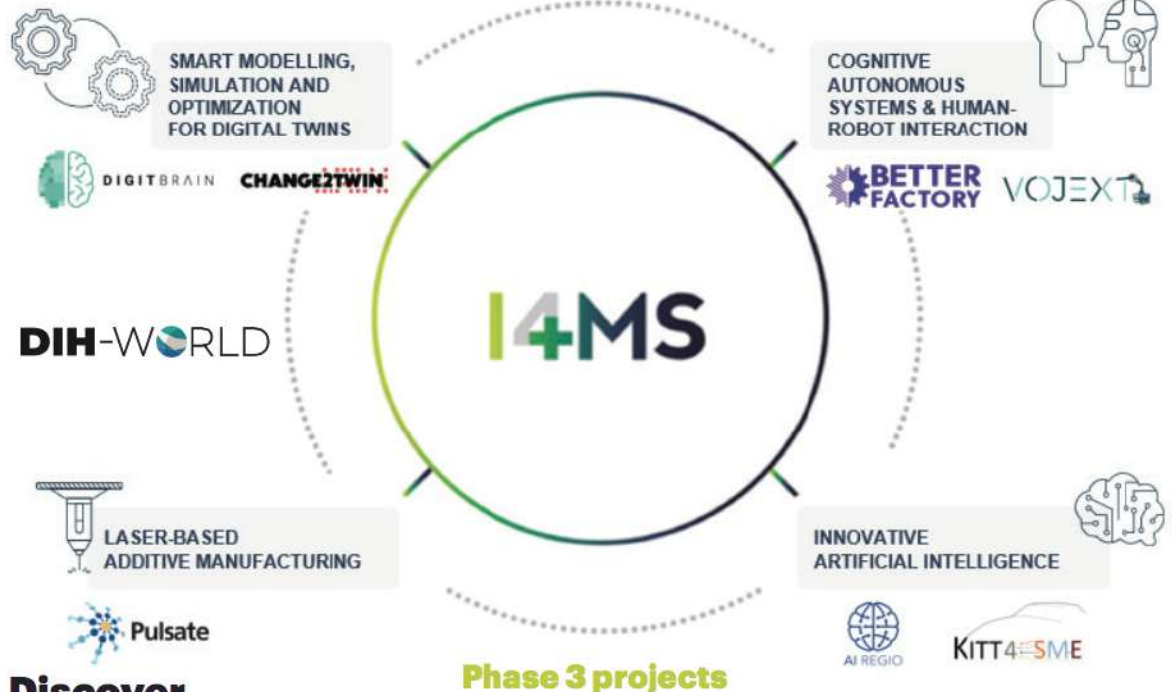 SMART MODELLING,
SIMULATION AND
OPTIMIZATION
FOR DIGITAL TWINS
DIGITBRAIN
CHANGE2TWIN
COGNITIVE
AUTONOMOUS
SYSTEMS & HUMAN-
ROBOT INTERACTION
BETTER
FACTORY
VOJEXT
I4MS
DIH-WORLD
LASER-BASED
ADDITIVE MANUFACTURING
Pulsate
INNOVATIVE
ARTIFICIAL INTELLIGENCE
AI REGIO
KITT4SME
Phase 3 projects
Discover